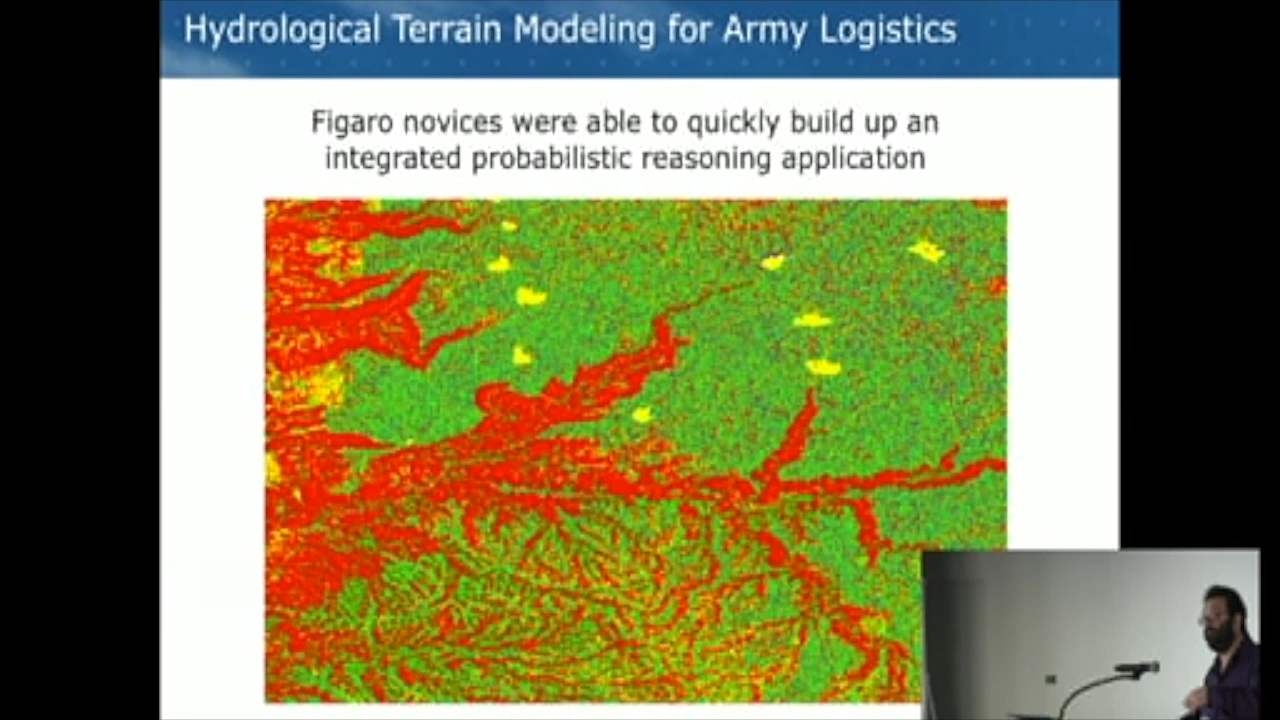 Hydrological Terrain Modeling for Army Logistics
Figaro novices were able to quickly build up an
integrated probabilistic reasoning application